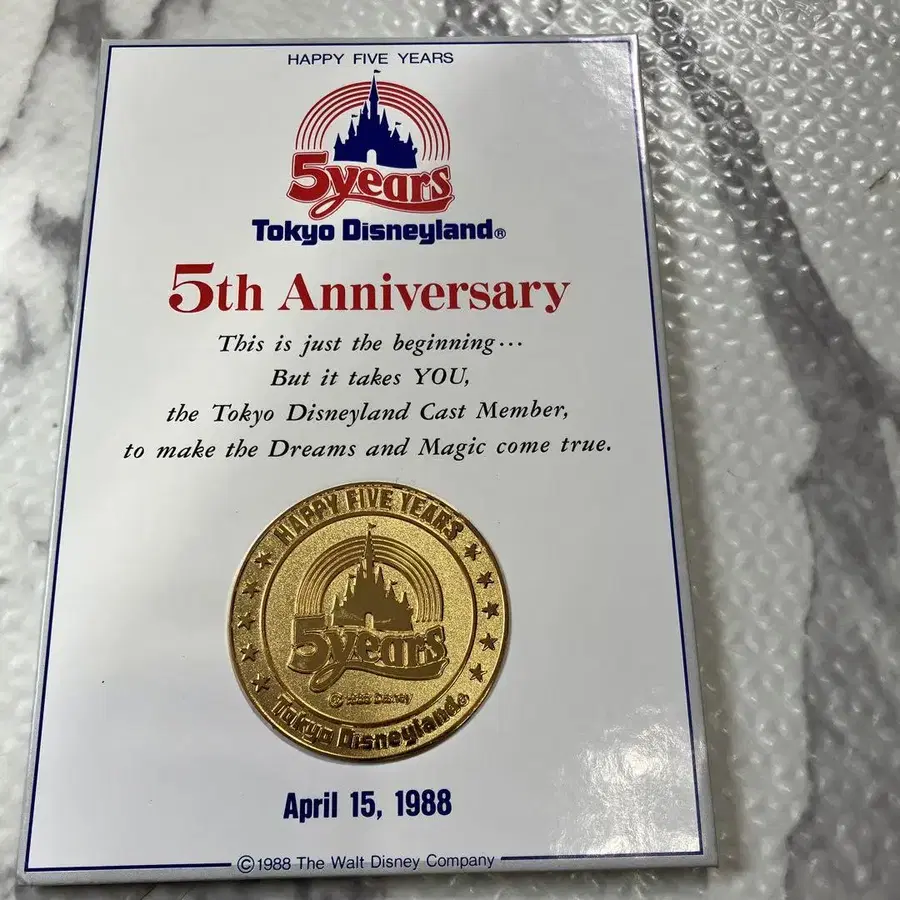 HAPPY FIVE YEARS
5years
Tokyo Disneyland®
5th Anniversary
This is just the beginning...
But it takes YOU,
the Tokyo Disneyland Cast Member,
to make the Dreams and Magic come true.
HAPPY FIVE YEARS
5years
© 1988 Disney
Tokyo Disneyland®
April 15, 1988
©1988 The Walt Disney Company